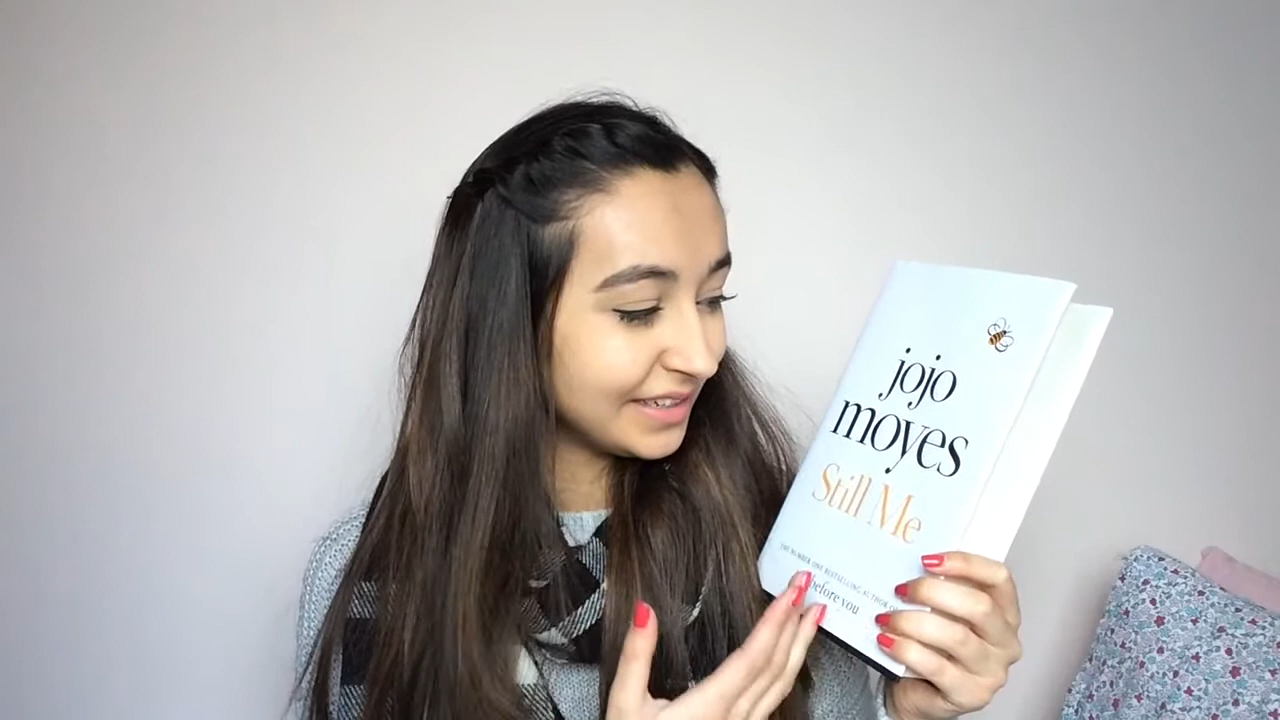 jojo
moyes
Still Me
THE NUMBER ONE BESTSELLING AUTHOR OF
before you